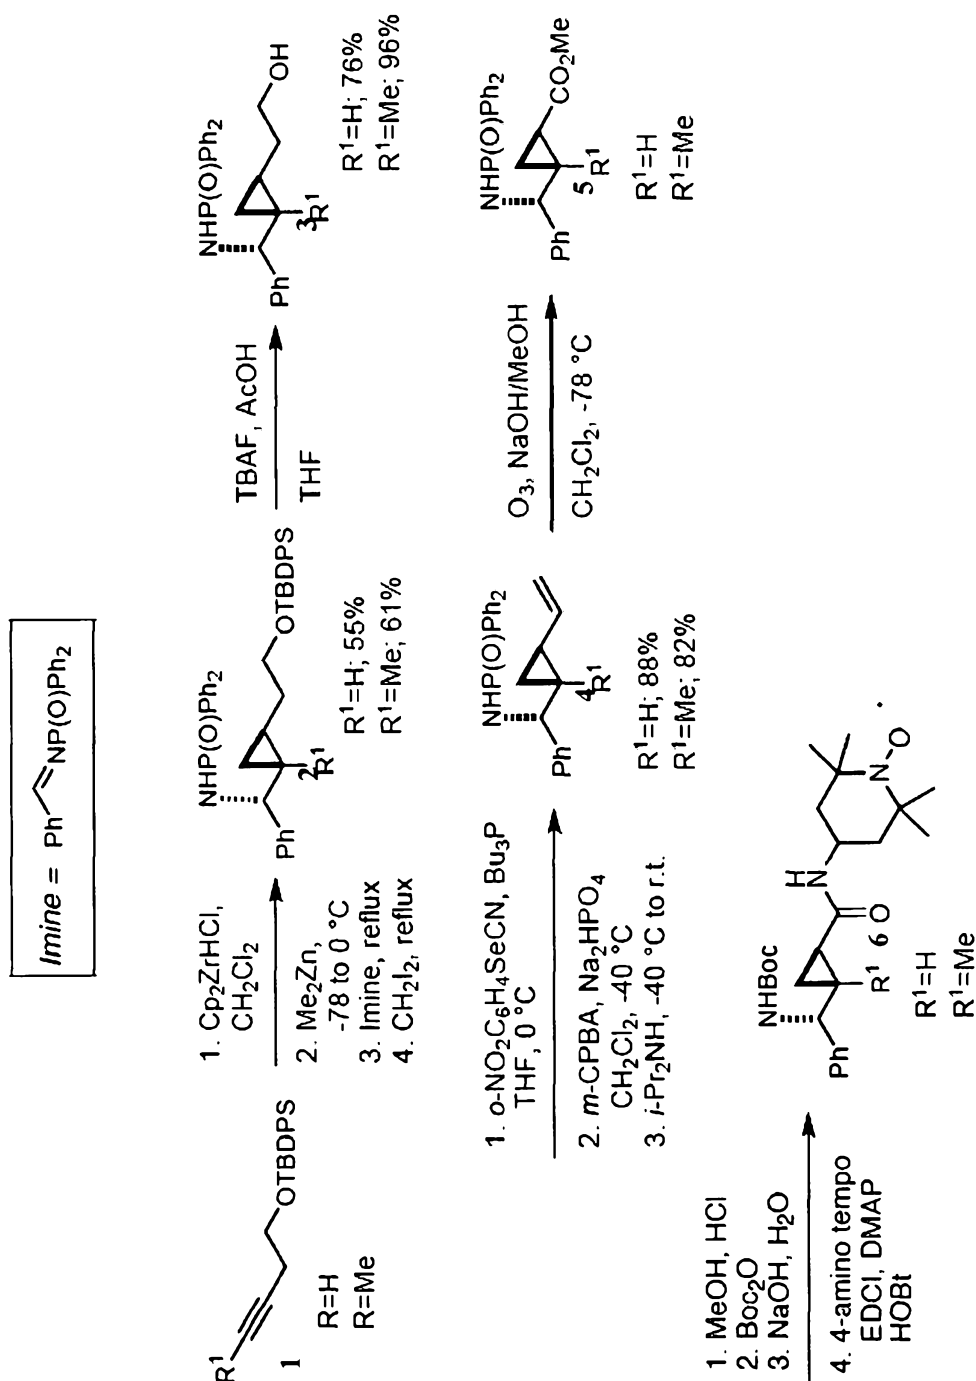 Imine = Ph NP(O)Ph2
R1
1
OTBDPS
R=H
R=Me
1. Cp2ZrHCl,
CH2Cl2
2. Me2Zn,
-78 to 0 °C
3. Imine, reflux
4. CH2I2, reflux
NHP(O)Ph2
Ph
2
R1
OTBDPS
R1=H; 55%
R1=Me; 61%
TBAF, AcOH
THF
NHP(O)Ph2
Ph
3
R1
OH
R1=H; 76%
R1=Me; 96%
1. o-NO2C6H4SeCN, Bu3P
THF, 0 °C
2. m-CPBA, Na2HPO4
CH2Cl2, -40 °C
3. i-Pr2NH, -40 °C to r.t.
NHP(O)Ph2
Ph
4
R1
R1=H; 88%
R1=Me; 82%
O3, NaOH/MeOH
CH2Cl2, -78 °C
NHP(O)Ph2
Ph
5
R1
CO2Me
R1=H
R1=Me
1. MeOH, HCl
2. Boc2O
3. NaOH, H2O
4. 4-amino tempo
EDCI, DMAP
HOBt
NHBoc
Ph
R1
6
O
H
N
N
O
R1=H
R1=Me